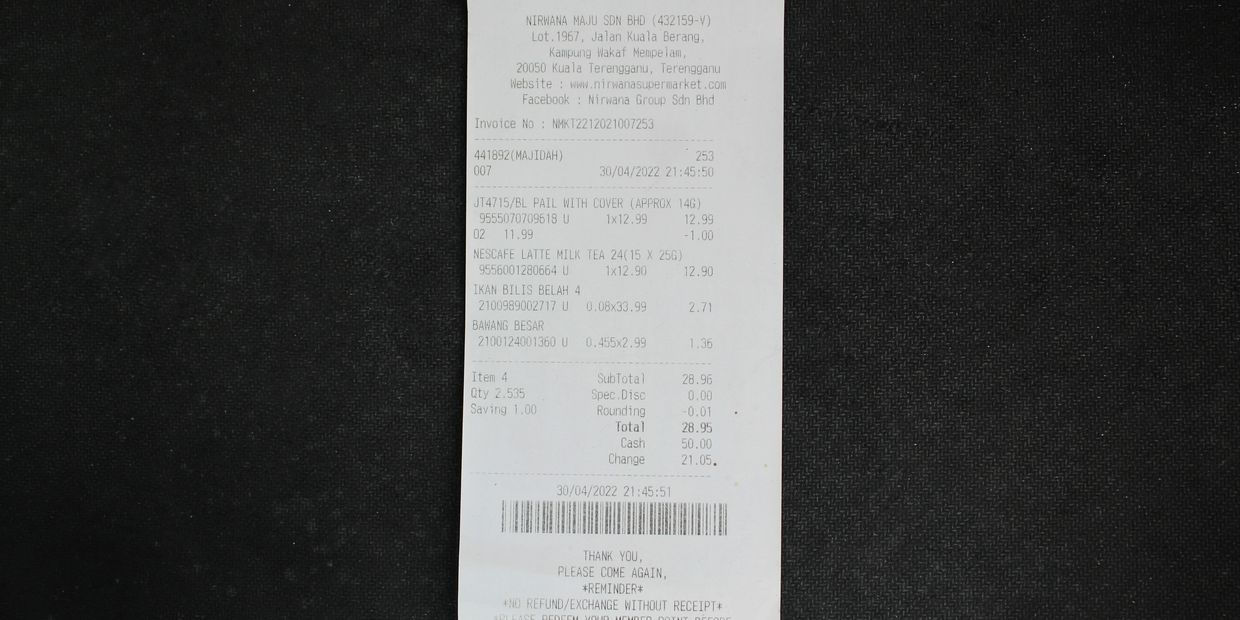 NIRWANA MAJU SDN BHD (432159-V)
Lot.1967, Jalan Kuala Berang,
Kampung Wakaf Mempelam,
20050 Kuala Terengganu, Terengganu
Website : www.nirwanasupermarket.com
Facebook : Nirwana Group Sdn Bhd
Invoice No : NMKT2212021007253
441892(MAJIDAH) 253
007 30/04/2022 21:45:50
JT4715/BL PAIL WITH COVER (APPROX 14G)
9555070709618 U 1x12.99 12.99
02 11.99 -1.00
NESCAFE LATTE MILK TEA 24(15 X 25G)
9556001280664 U 1x12.90 12.90
IKAN BILIS BELAH 4
2100989002717 U 0.08x33.99 2.71
BAWANG BESAR
2100124001360 U 0.455x2.99 1.36
Item 4 SubTotal 28.96
Qty 2.535 Spec.Disc 0.00
Saving 1.00 Rounding -0.01
Total 28.95
Cash 50.00
Change 21.05
30/04/2022 21:45:51
THANK YOU,
PLEASE COME AGAIN,
*REMINDER*
*NO REFUND/EXCHANGE WITHOUT RECEIPT*
*PLEASE REDEEM YOUR MEMBER POINT BEFORE